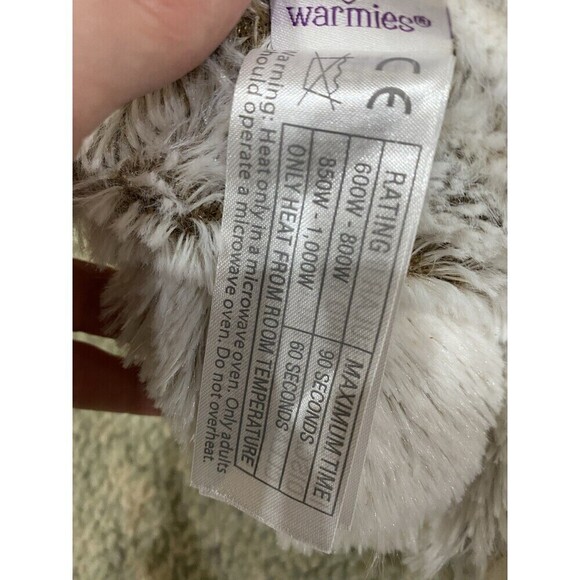 warmies®
CE
RATING MAXIMUM TIME
600W - 800W 90 SECONDS
850W - 1,000W 60 SECONDS
ONLY HEAT FROM ROOM TEMPERATURE
Warning: Heat only in a microwave oven. Only adults
should operate a microwave oven. Do not overheat.